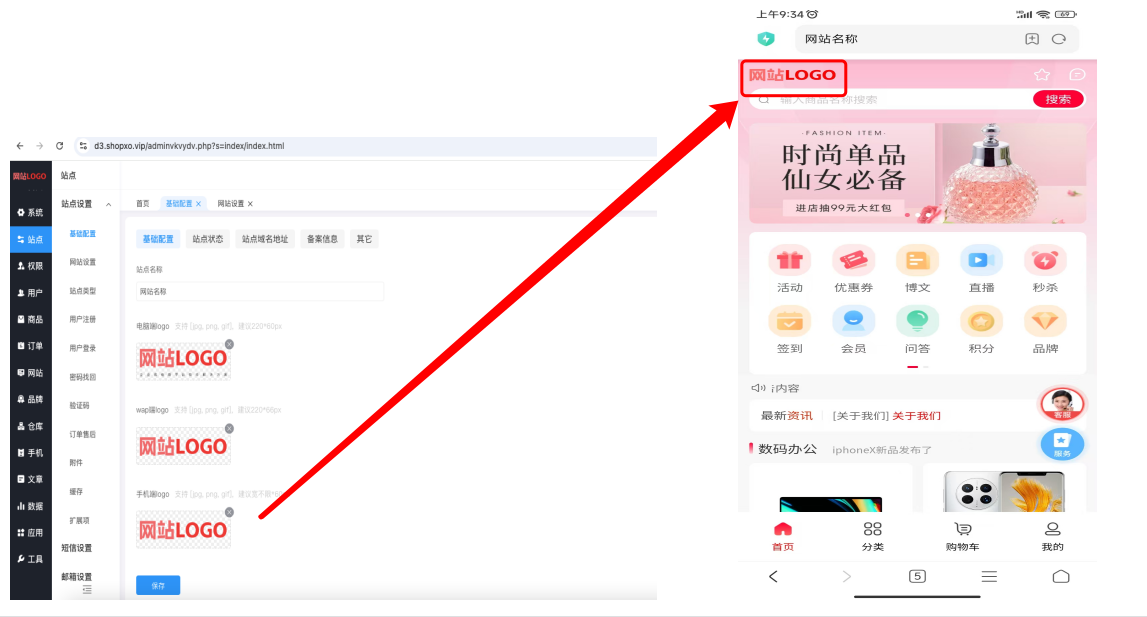 d3.shopxo.vip/adminvkvydv.php?s=index/index.html
网站LOGO
系统
站点
权限
用户
商品
订单
网站
品牌
仓库
手机
文章
数据
应用
工具
站点
站点设置
基础配置
网站设置
站点类型
用户注册
用户登录
密码找回
验证码
订单售后
附件
缓存
扩展项
短信设置
邮箱设置
首页 基础配置 × 网站设置 ×
基础配置 站点状态 站点域名地址 备案信息 其它
站点名称
网站名称
电脑端logo 支持 [jpg, png, gif], 建议220*60px
网站LOGO
wap端logo 支持 [jpg, png, gif], 建议220*66px
网站LOGO
手机端logo 支持 [jpg, png, gif],
网站LOGO
保存
上午9:34
69
网站名称
网站LOGO
输入商品名称搜索
搜索
·FASHION ITEM·
时尚单品
仙女必备
进店抽99元大红包
活动 优惠券 博文 直播 秒杀
签到 会员 问答 积分 品牌
内容
客服
最新资讯 [关于我们] 关于我们
服务
数码办公 iphoneX新品发布了
首页 分类 购物车 我的
5